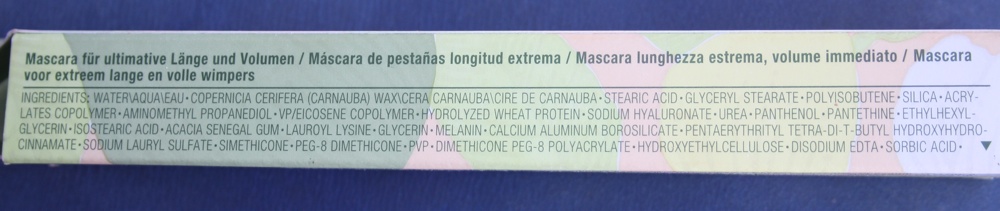 Mascara für ultimative Länge und Volumen / Máscara de pestañas longitud extrema / Mascara lunghezza estrema, volume immediato / Mascara
voor extreem lange en volle wimpers
INGREDIENTS: WATER\AQUA\EAU • COPERNICIA CERIFERA (CARNAUBA) WAX\CERA CARNAUBA\CIRE DE CARNAUBA • STEARIC ACID • GLYCERYL STEARATE • POLYISOBUTENE • SILICA • ACRY-
LATES COPOLYMER • AMINOMETHYL PROPANEDIOL • VP/EICOSENE COPOLYMER • HYDROLYZED WHEAT PROTEIN • SODIUM HYALURONATE • UREA • PANTHENOL • PANTETHINE • ETHYLHEXYL-
GLYCERIN • ISOSTEARIC ACID • ACACIA SENEGAL GUM • LAUROYL LYSINE • GLYCERIN • MELANIN • CALCIUM ALUMINUM BOROSILICATE • PENTAERYTHRITYL TETRA-DI-T-BUTYL HYDROXYHYDRO-
CINNAMATE • SODIUM LAURYL SULFATE • SIMETHICONE • PEG-8 DIMETHICONE • PVP • DIMETHICONE PEG-8 POLYACRYLATE • HYDROXYETHYLCELLULOSE • DISODIUM EDTA • SORBIC ACID • ▼